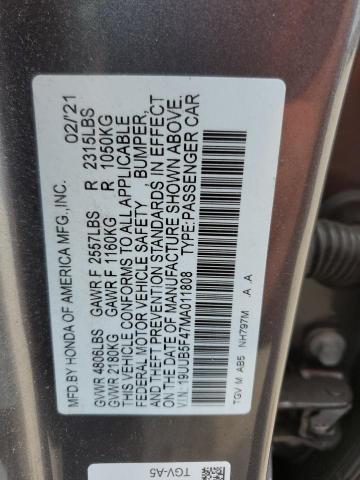 MFD. BY HONDA OF AMERICA MFG.,INC. 02/'21
GVWR 4806LBS GAWR F 2557LBS R 2315LBS
GVWR 2180KG GAWR F 1160KG R 1050KG
THIS VEHICLE CONFORMS TO ALL APPLICABLE
FEDERAL MOTOR VEHICLE SAFETY , BUMPER,
AND THEFT PREVENTION STANDARDS IN EFFECT
ON THE DATE OF MANUFACTURE SHOWN ABOVE.
V.I.N: 19UUB5F47MA011808 TYPE:PASSENGER CAR
TGV M AB5 NH797M A A
TGV-A5